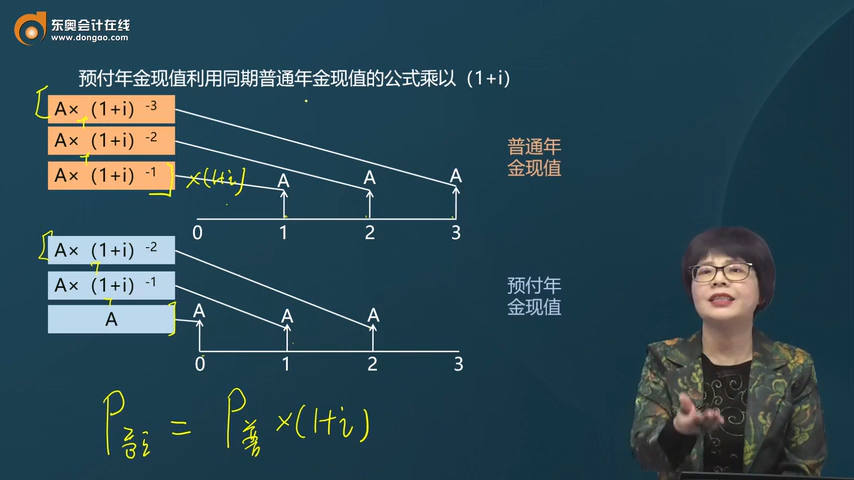 东奥会计在线
www.dongao.com
预付年金现值利用同期普通年金现值的公式乘以（1+i）
A×（1+i）-3
A×（1+i）-2
A×（1+i）-1
×(1+i)
A
A
A
普通年
金现值
0
1
2
3
A×（1+i）-2
A×（1+i）-1
A
A
A
A
预付年
金现值
0
1
2
3
P = P普×(1+i)